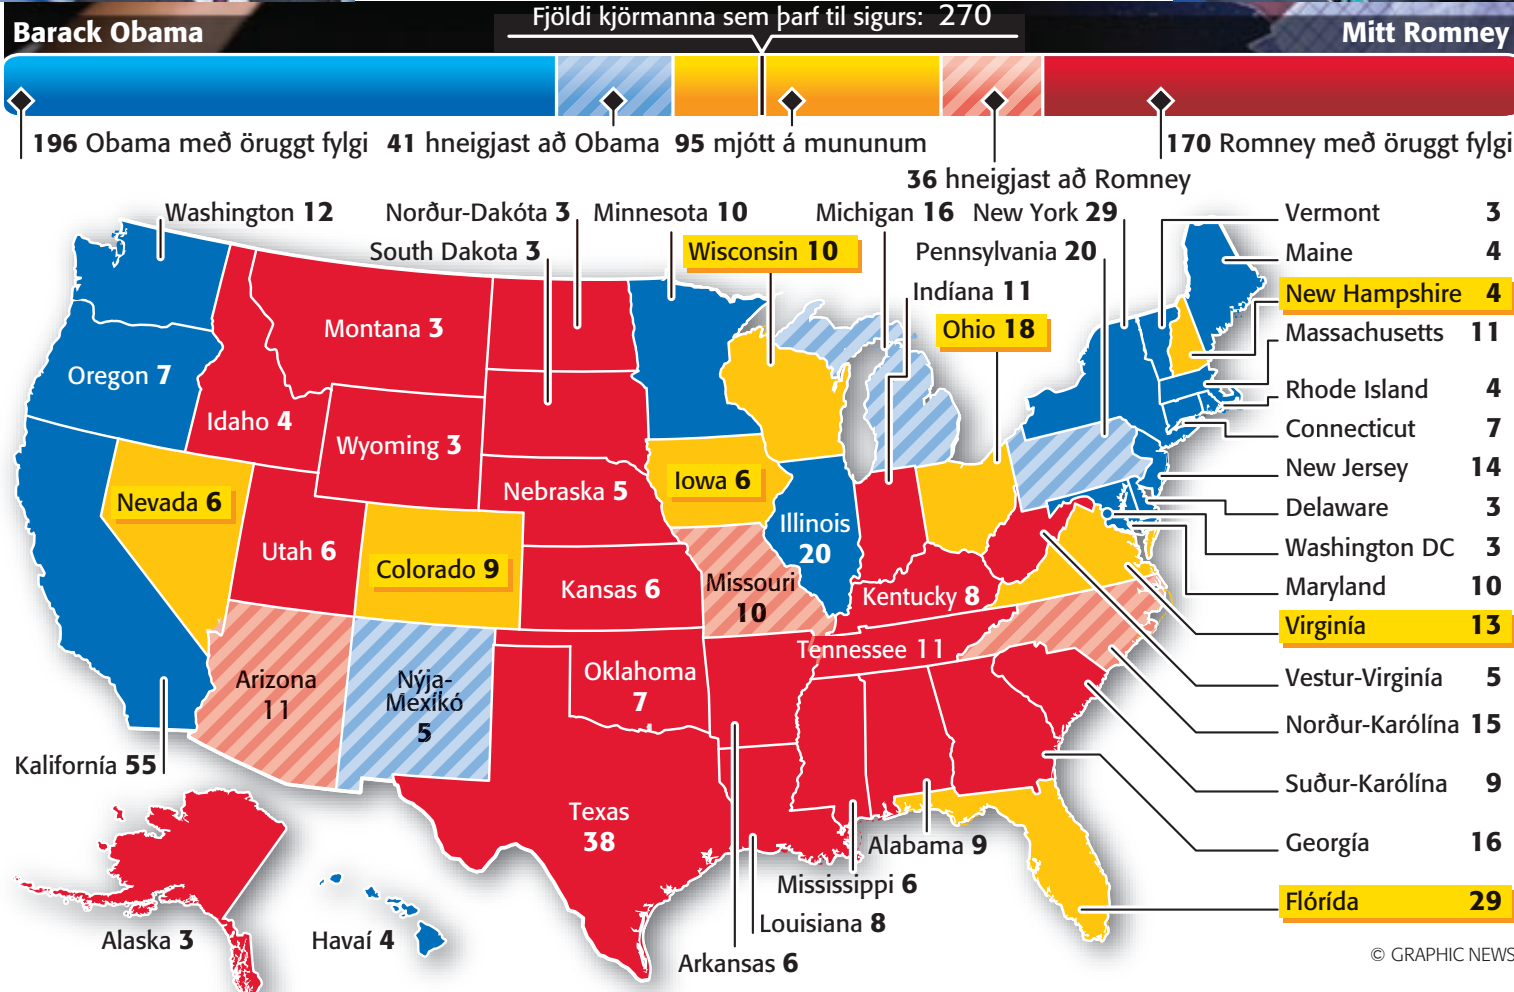 Fjöldi kjörmanna sem þarf til sigurs: 270
Barack Obama
Mitt Romney
196 Obama með öruggt fylgi
41 hneigjast að Obama
95 mjótt á mununum
170 Romney með öruggt fylgi
36 hneigjast að Romney
Washington 12
Norður-Dakóta 3
Minnesota 10
Michigan 16
New York 29
Vermont 3
South Dakota 3
Wisconsin 10
Pennsylvania 20
Maine 4
Indíana 11
New Hampshire 4
Montana 3
Ohio 18
Massachusetts 11
Oregon 7
Rhode Island 4
Idaho 4
Wyoming 3
Connecticut 7
New Jersey 14
Nevada 6
Nebraska 5
Iowa 6
Delaware 3
Illinois
20
Utah 6
Colorado 9
Washington DC 3
Kansas 6
Missouri
10
Kentucky 8
Maryland 10
Virginía 13
Tennessee 11
Arizona
11
Nýja-
Mexíkó
5
Oklahoma
7
Vestur-Virginía 5
Norður-Karólína 15
Kalifornía 55
Suður-Karólína 9
Texas
38
Alabama 9
Georgía 16
Mississippi 6
Flórída 29
Louisiana 8
Alaska 3
Havaí 4
Arkansas 6
© GRAPHIC NEWS